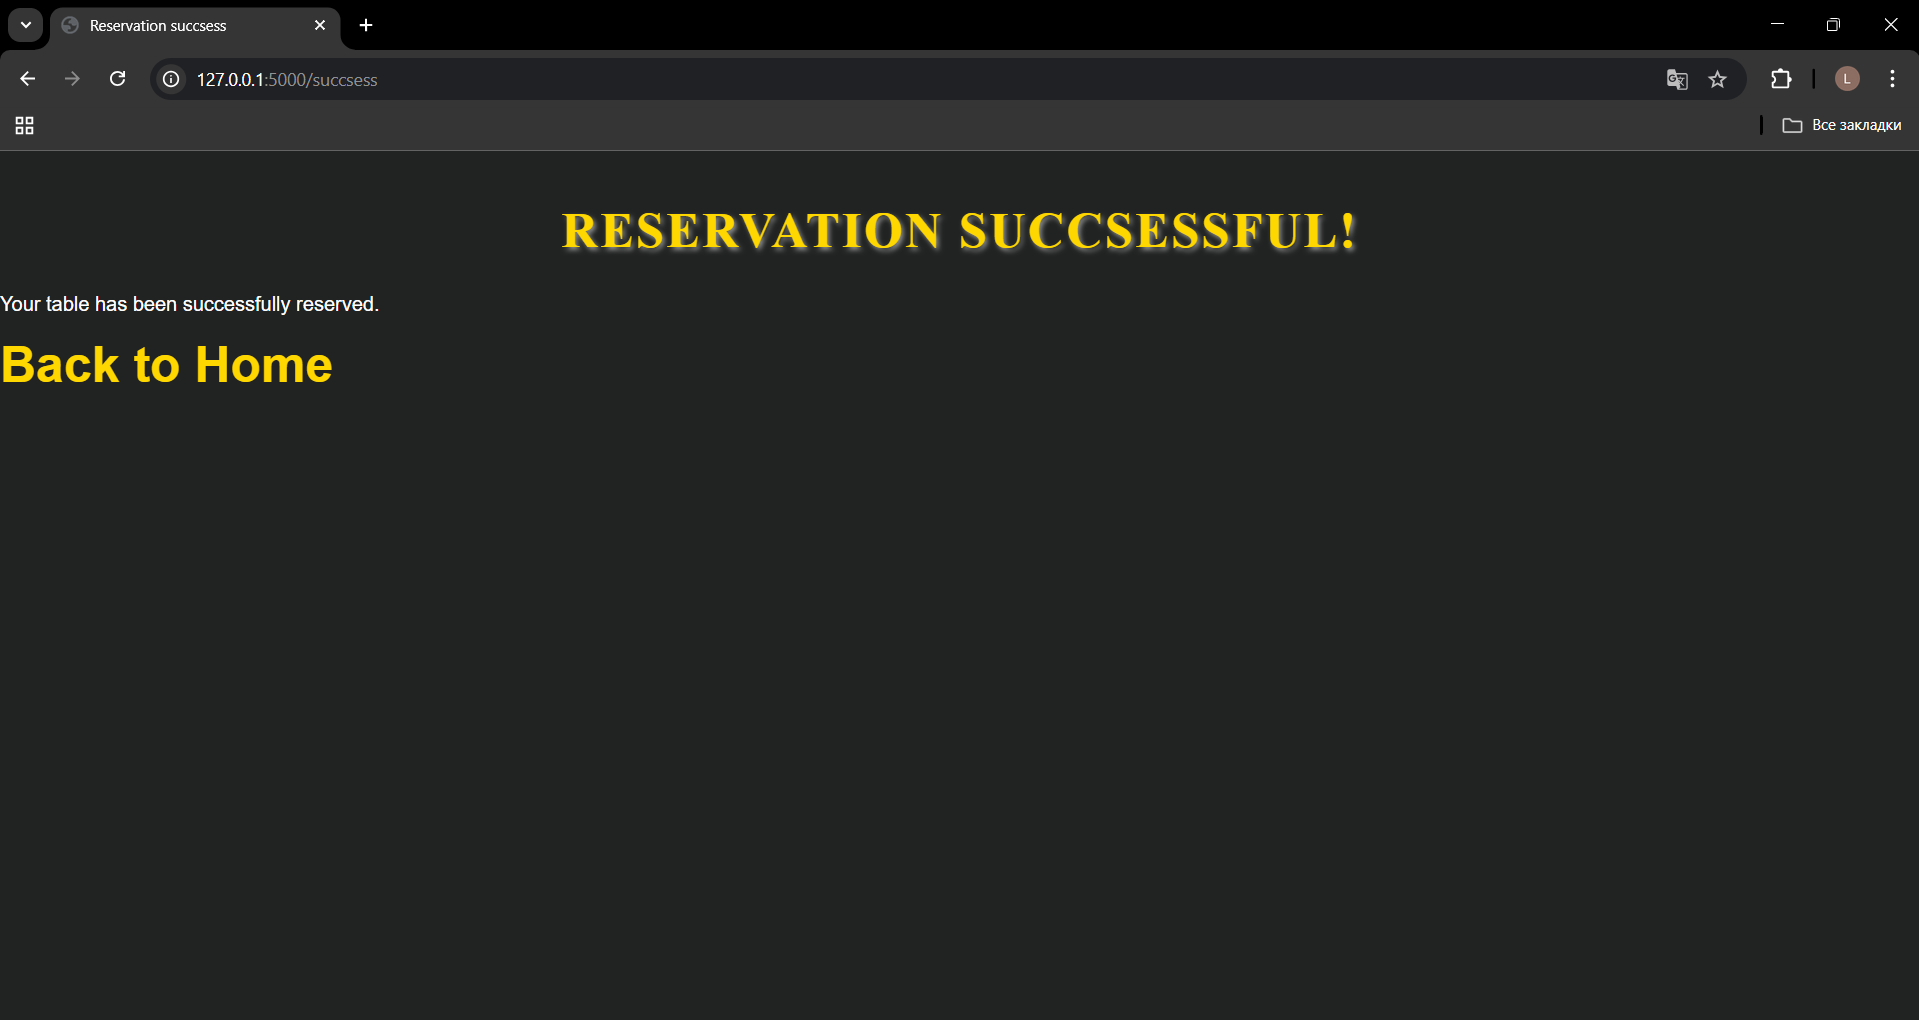 Reservation succsess
127.0.0.1:5000/succsess
L
Все закладки
RESERVATION SUCCSESSFUL!
Your table has been successfully reserved.
Back to Home